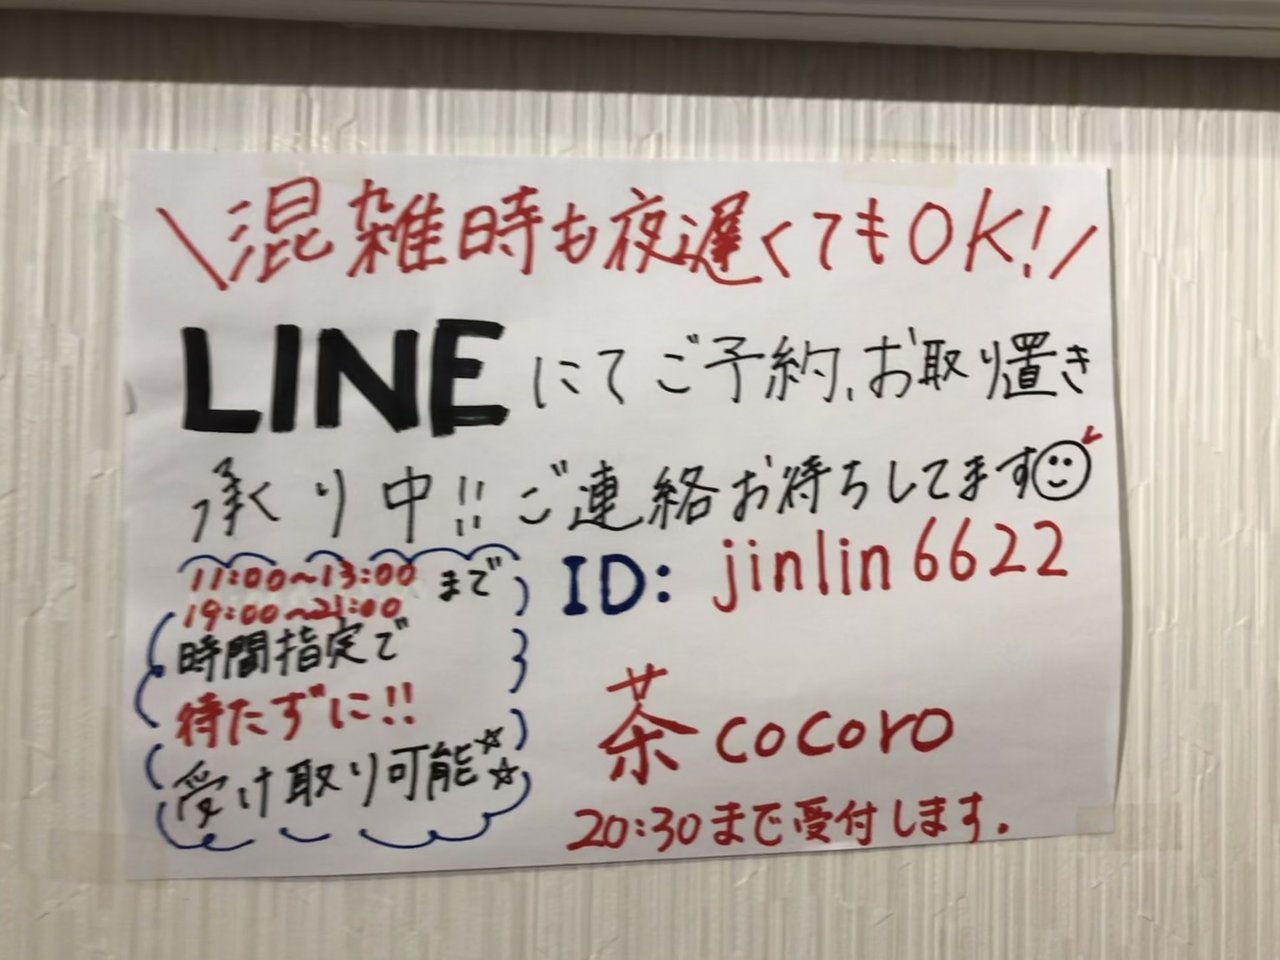 \混雑時も夜遅くてもOK!/
LINEにてご予約、お取り置き
承り中!!ご連絡お待ちしてます
11:00~13:00まで
19:00~21:00
時間指定で
待たずに!!
受け取り可能☆☆
ID: jinlin6622
茶cocoro
20:30まで受付します.